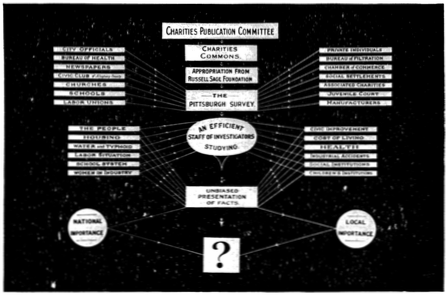 CHARITIES PUBLICATION COMMITTEE
CHARITIES
COMMONS.
APPROPRIATION FROM
RUSSELL SAGE FOUNDATION
THE
PITTSBURGH SURVEY.
CITY OFFICIALS
BUREAU OF HEALTH
NEWSPAPERS
CIVIC CLUB
CHURCHES
SCHOOLS
LABOR UNIONS
PRIVATE INDIVIDUALS
BUREAU OF FILTRATION
CHAMBER OF COMMERCE
SOCIAL SETTLEMENTS
ASSOCIATED CHARITIES
JUVENILE COURT
MANUFACTURERS
AN EFFICIENT
STAFF OF INVESTIGATORS
STUDYING.
THE PEOPLE
HOUSING
WATER AND TYPHOID
LABOR SITUATION
SCHOOL SYSTEM
WOMEN IN INDUSTRY
CIVIC IMPROVEMENT
COST OF LIVING
HEALTH
INDUSTRIAL ACCIDENTS
SOCIAL INSTITUTIONS
CHILDREN'S INSTITUTIONS
UNBIASED
PRESENTATION
OF FACTS.
NATIONAL
IMPORTANCE
LOCAL
IMPORTANCE
?